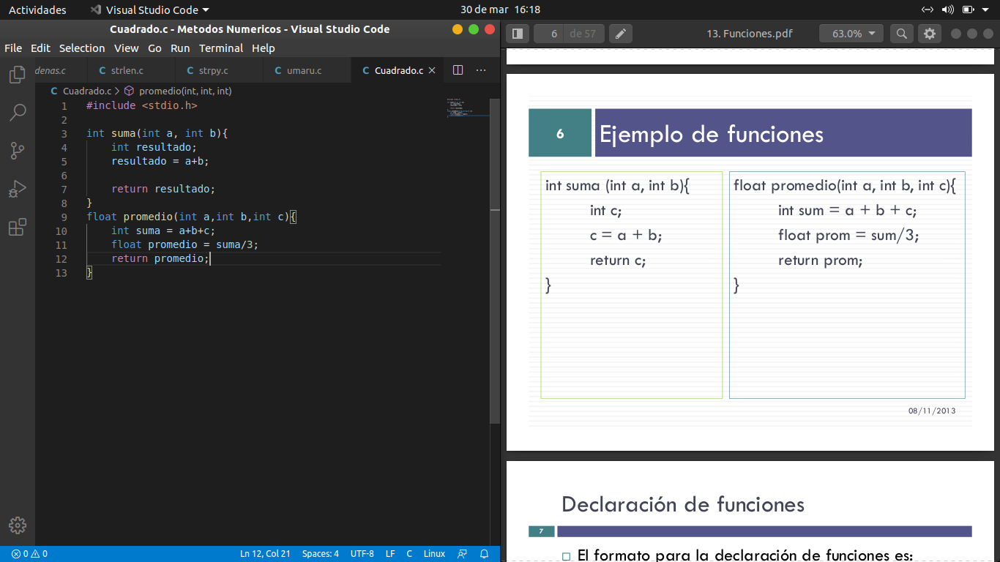 Actividades
Visual Studio Code
30 de mar 16:18
Cuadrado.c - Metodos Numericos - Visual Studio Code
File Edit Selection View Go Run Terminal Help
denas.c
strlen.c
strpy.c
umaru.c
Cuadrado.c
Cuadrado.c > promedio(int, int, int)
1 #include <stdio.h>
2
3 int suma(int a, int b){
4 int resultado;
5 resultado = a+b;
6
7 return resultado;
8 }
9 float promedio(int a,int b,int c){
10 int suma = a+b+c;
11 float promedio = suma/3;
12 return promedio;
13 }
0 0
Ln 12, Col 21 Spaces: 4 UTF-8 LF C Linux
6 de 57
13. Funciones.pdf
63.0%
6
Ejemplo de funciones
int suma (int a, int b){
int c;
c = a + b;
return c;
}
float promedio(int a, int b, int c){
int sum = a + b + c;
float prom = sum/3;
return prom;
}
08/11/2013
Declaración de funciones
7
El formato para la declaración de funciones es: